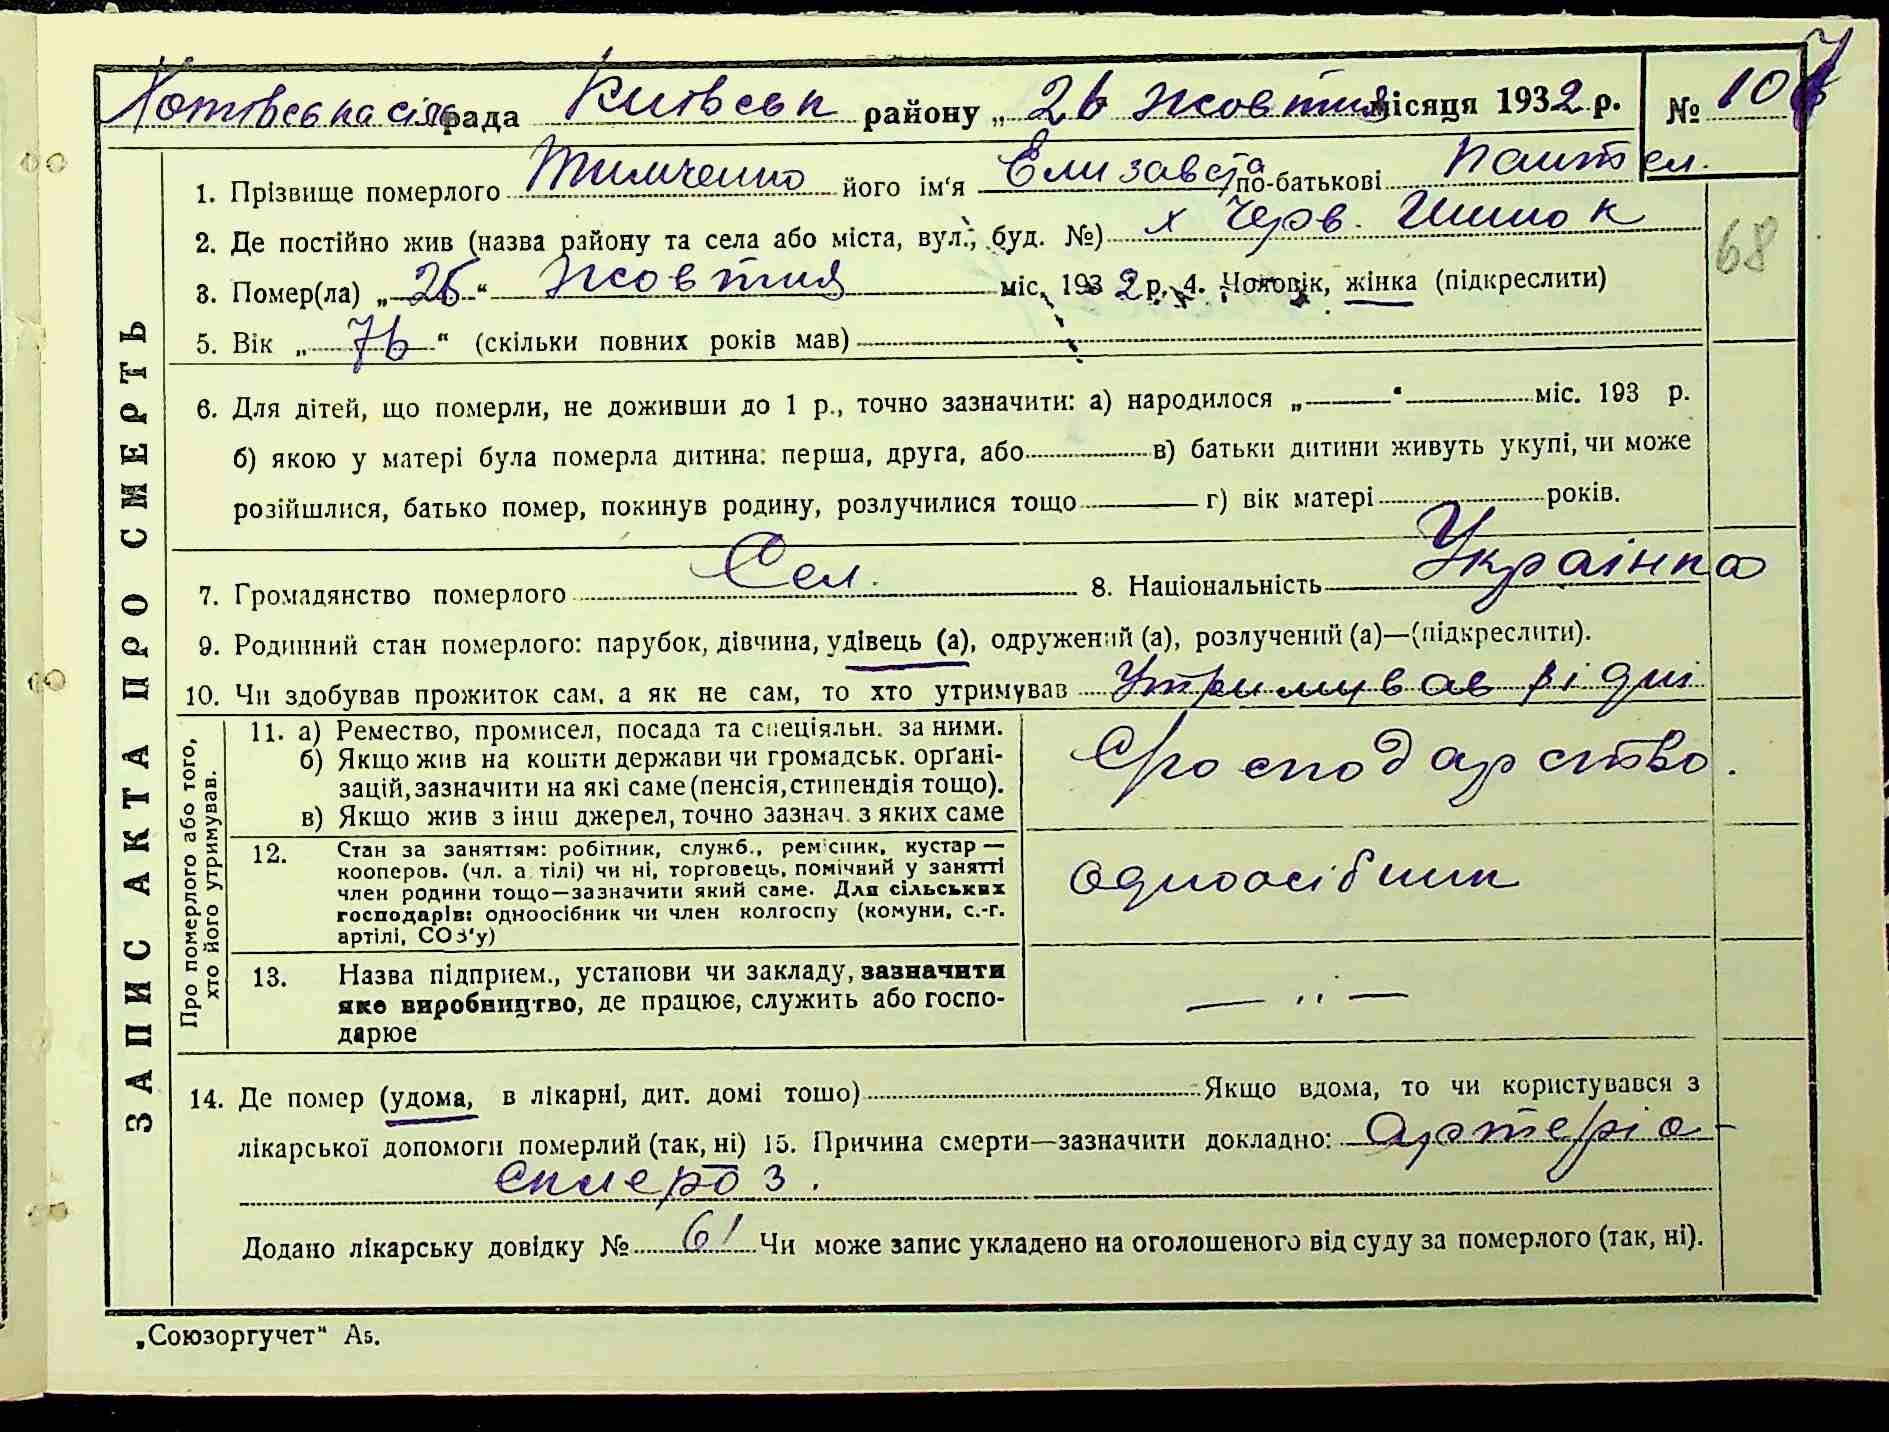 Хотовська сільрада Київськ району „26 жовтня місяця 1932 р. № 107
1. Прізвище померлого Тимченко його ім'я Єлизавета по-батькові Пантел.
2. Де постійно жив (назва району та села або міста, вул., буд. №) х Черв.
68
3. Помер(ла) „25“ жовтня міс. 1932 р. 4. Чоловік, жінка (підкреслити)
5. Вік „76“ (скільки повних років мав)
6. Для дітей, що померли, не доживши до 1 р., точно зазначити: а) народилося „ “ міс. 193 р.
б) якою у матері була померла дитина: перша, друга, або в) батьки дитини живуть укупі, чи може
розійшлися, батько помер, покинув родину, розлучилися тощо г) вік матері років.
7. Громадянство померлого Сел. 8. Національність Українка
9. Родинний стан померлого: парубок, дівчина, удівець (а), одружений (а), розлучений (а)—(підкреслити).
10. Чи здобував прожиток сам, а як не сам, то хто утримував Утримував рідні
ЗАПИС АКТА ПРО СМЕРТЬ
Про померлого або того,
хто його утримував.
11. а) Ремество, промисел, посада та спеціяльн. за ними.
б) Якщо жив на кошти держави чи громадськ. орґані-
зацій, зазначити на які саме (пенсія, стипендія тощо).
в) Якщо жив з інш джерел, точно зазнач. з яких саме
Господарство.
12. Стан за заняттям: робітник, служб., ремісник, кустар—
кооперов. (чл. артілі) чи ні, торговець, помічний у занятті
член родини тощо—зазначити який саме. Для сільських
господарів: одноосібник чи член колгоспу (комуни, с.-г.
артілі, СОЗ'у)
одноосібник
13. Назва підприєм., установи чи закладу, зазначити
яке виробництво, де працює, служить або госпо-
дарює
— „ —
14. Де помер (удома, в лікарні, дит. домі тощо) Якщо вдома, то чи користувався з
лікарської допомоги померлий (так, ні) 15. Причина смерти—зазначити докладно: артеріо-
склероз.
Додано лікарську довідку № 61 Чи може запис укладено на оголошеного від суду за померлого (так, ні).
„Союзоргучет“ А5.